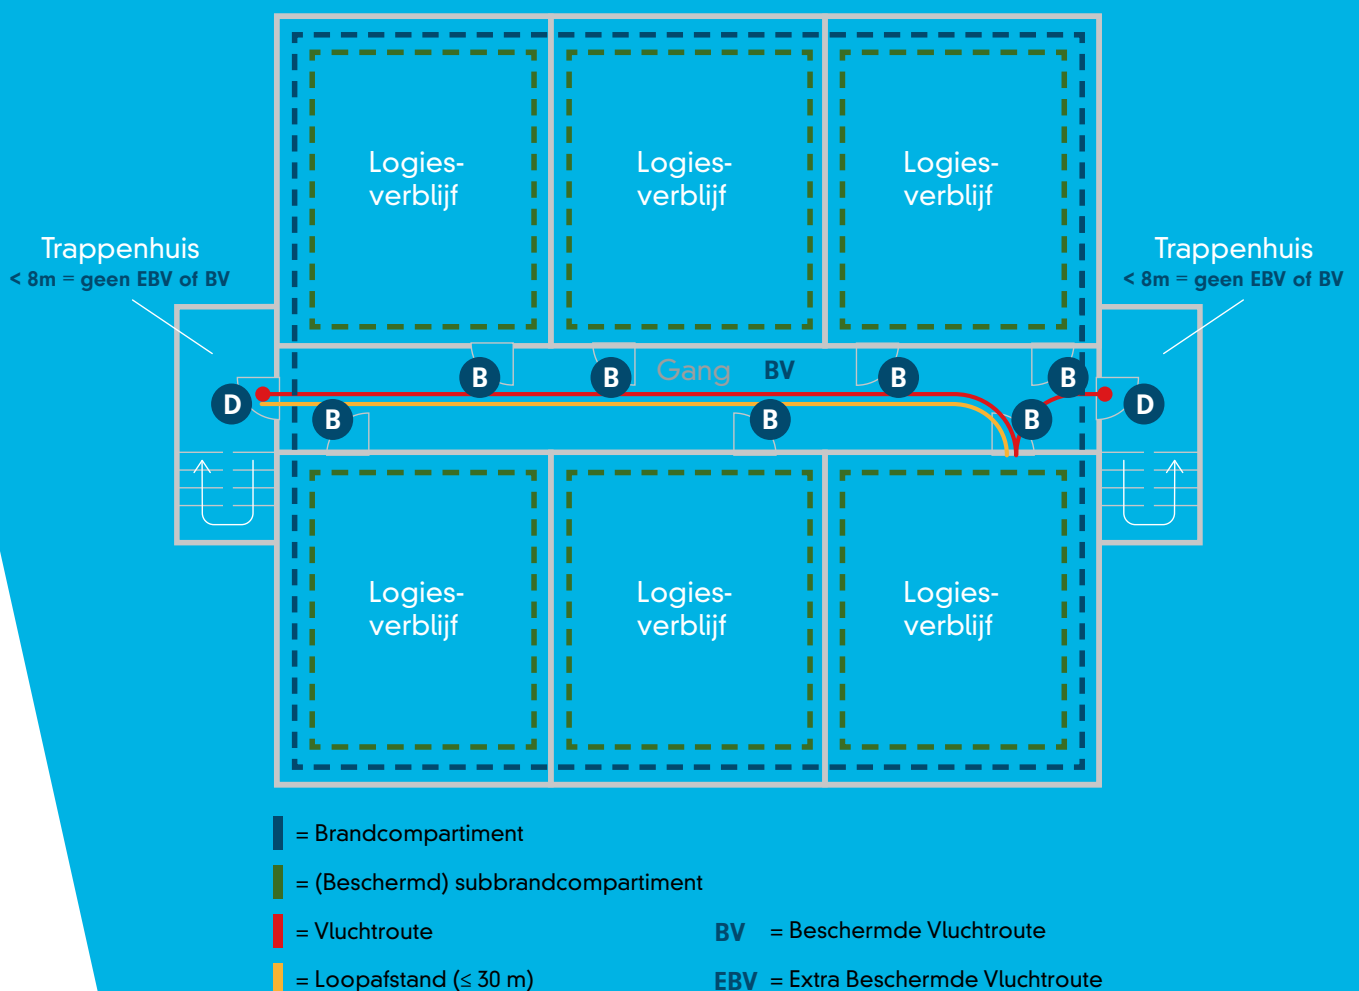 Logies-
verblijf
Logies-
verblijf
Logies-
verblijf
Trappenhuis
< 8m = geen EBV of BV
Trappenhuis
< 8m = geen EBV of BV
B
B
Gang BV
B
B
D
B
B
B
D
Logies-
verblijf
Logies-
verblijf
Logies-
verblijf
= Brandcompartiment
= (Beschermd) subbrandcompartiment
= Vluchtroute
BV = Beschermde Vluchtroute
= Loopafstand (≤ 30 m)
EBV = Extra Beschermde Vluchtroute